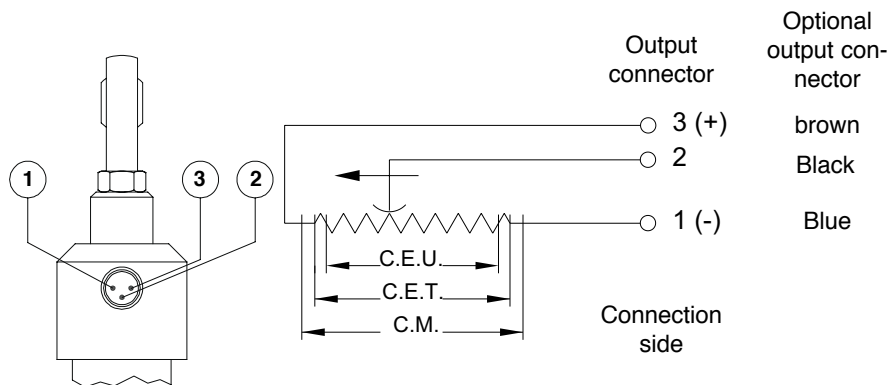 Output
connector
Optional
output con-
nector
3 (+)
brown
2
Black
1 (-)
Blue
1
3
2
C.E.U.
C.E.T.
C.M.
Connection
side